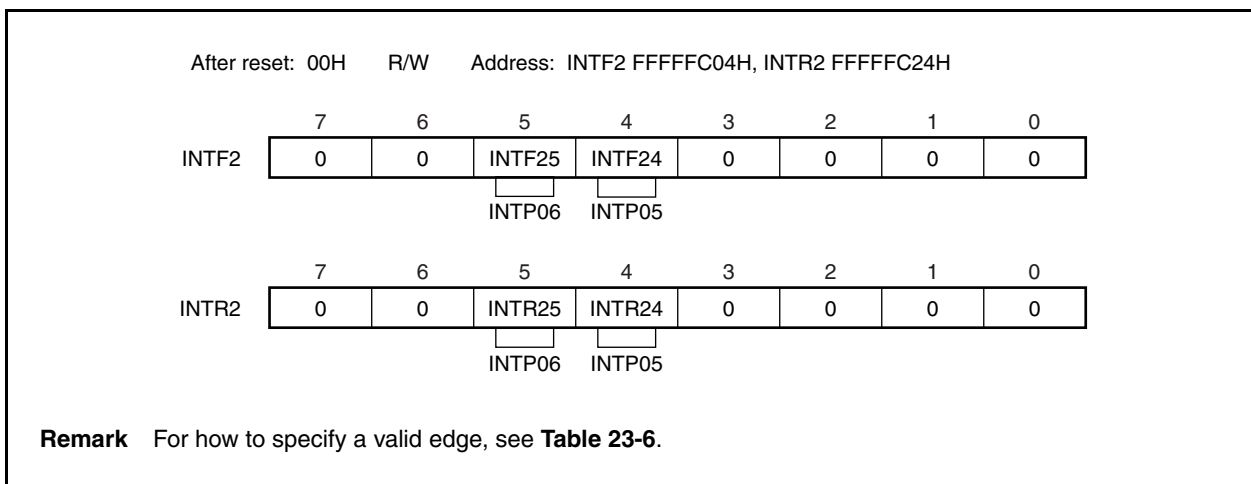 After reset: 00H R/W Address: INTF2 FFFFFC04H, INTR2 FFFFFC24H
7 6 5 4 3 2 1 0
INTF2 0 0 INTF25 INTF24 0 0 0 0
INTP06 INTP05
7 6 5 4 3 2 1 0
INTR2 0 0 INTR25 INTR24 0 0 0 0
INTP06 INTP05
Remark For how to specify a valid edge, see Table 23-6.